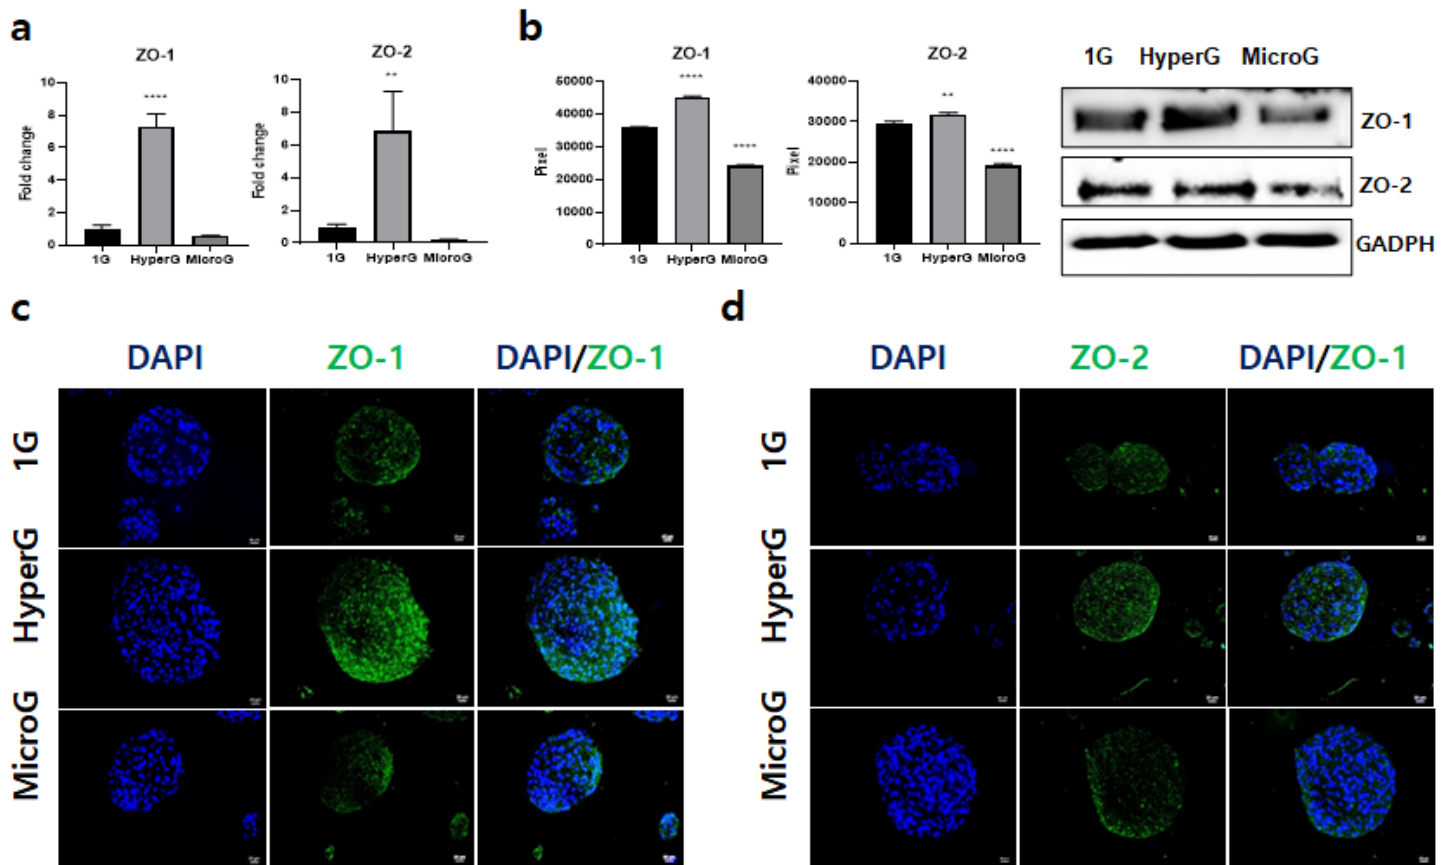 a
ZO-1
10
8
6
4
2
0
Fold change
****
1G HyperG MicroG
ZO-2
10
8
6
4
2
0
Fold change
**
1G HyperG MicroG
b
ZO-1
60000
50000
40000
30000
20000
10000
0
Pixel
****
****
1G HyperG MicroG
ZO-2
40000
30000
20000
10000
0
Pixel
**
****
1G HyperG MicroG
1G HyperG MicroG
ZO-1
ZO-2
GADPH
c
DAPI ZO-1 DAPI/ZO-1
1G
HyperG
MicroG
d
DAPI ZO-2 DAPI/ZO-1
1G
HyperG
MicroG